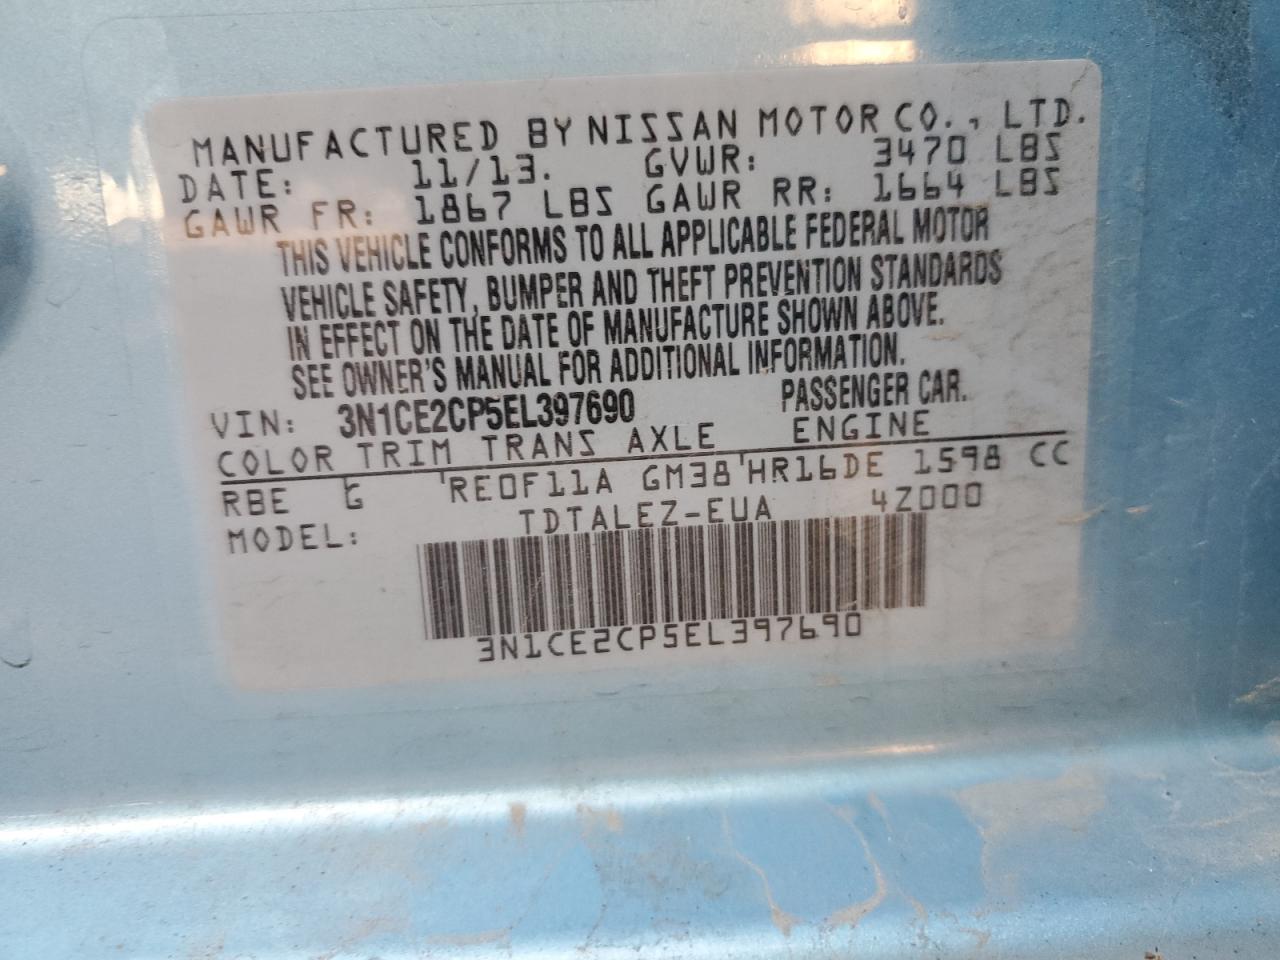 MANUFACTURED BY NISSAN MOTOR CO., LTD.
DATE: 11/13. GVWR: 3470 LBS
GAWR FR: 1867 LBS GAWR RR: 1664 LBS
THIS VEHICLE CONFORMS TO ALL APPLICABLE FEDERAL MOTOR
VEHICLE SAFETY, BUMPER AND THEFT PREVENTION STANDARDS
IN EFFECT ON THE DATE OF MANUFACTURE SHOWN ABOVE.
SEE OWNER'S MANUAL FOR ADDITIONAL INFORMATION.
VIN: 3N1CE2CP5EL397690 PASSENGER CAR.
COLOR TRIM TRANS AXLE ENGINE
RBE G RE0F11A GM38 HR16DE 1598 CC
MODEL: TDTALEZ-EUA 4Z000
3N1CE2CP5EL397690